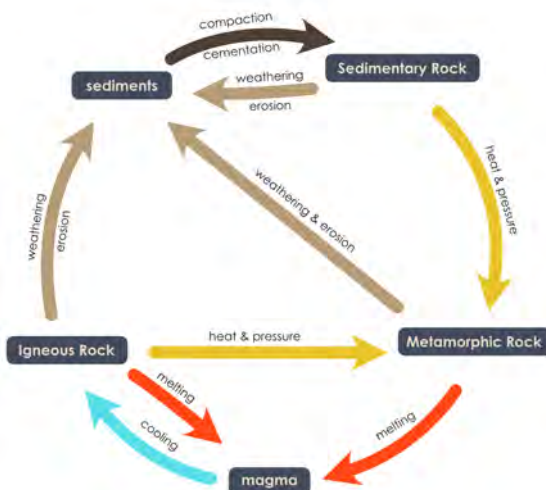 compaction
cementation
Sedimentary Rock
sediments
weathering
erosion
heat & pressure
weathering & erosion
weathering
erosion
Igneous Rock
heat & pressure
Metamorphic Rock
melting
cooling
melting
magma